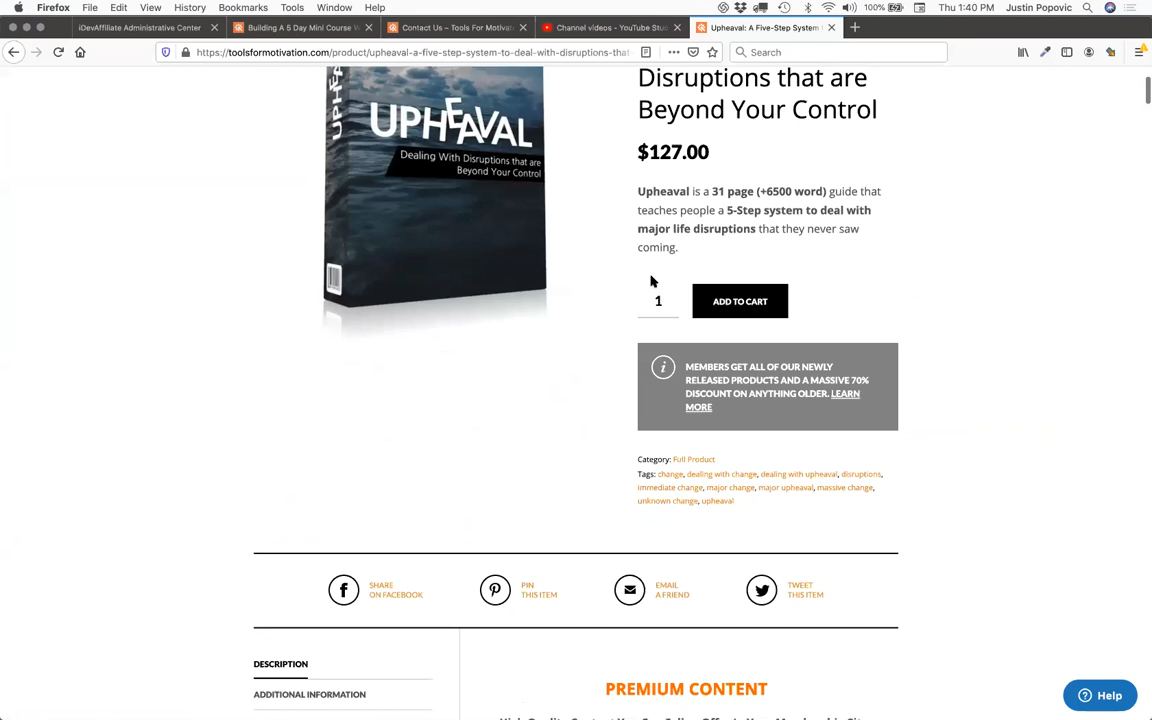 Firefox File Edit View History Bookmarks Tools Window Help 100% Thu 1:40 PM Justin Popovic
iDevAffiliate Administrative Center
Building A 5 Day Mini Course V
Contact Us – Tools For Motivat
Channel videos - YouTube Stu
Upheaval: A Five-Step System
https://toolsformotivation.com/product/upheaval-a-five-step-system-to-deal-with-disruptions-that-
Search
UPHEAVAL
Dealing With Disruptions that are
Beyond Your Control
Disruptions that are
Beyond Your Control
$127.00
Upheaval is a 31 page (+6500 word) guide that
teaches people a 5-Step system to deal with
major life disruptions that they never saw
coming.
1
ADD TO CART
MEMBERS GET ALL OF OUR NEWLY
RELEASED PRODUCTS AND A MASSIVE 70%
DISCOUNT ON ANYTHING OLDER. LEARN
MORE
Category: Full Product
Tags: change, dealing with change, dealing with upheaval, disruptions,
immediate change, major change, major upheaval, massive change,
unknown change, upheaval
SHARE
ON FACEBOOK
PIN
THIS ITEM
EMAIL
A FRIEND
TWEET
THIS ITEM
DESCRIPTION
ADDITIONAL INFORMATION
PREMIUM CONTENT
Help